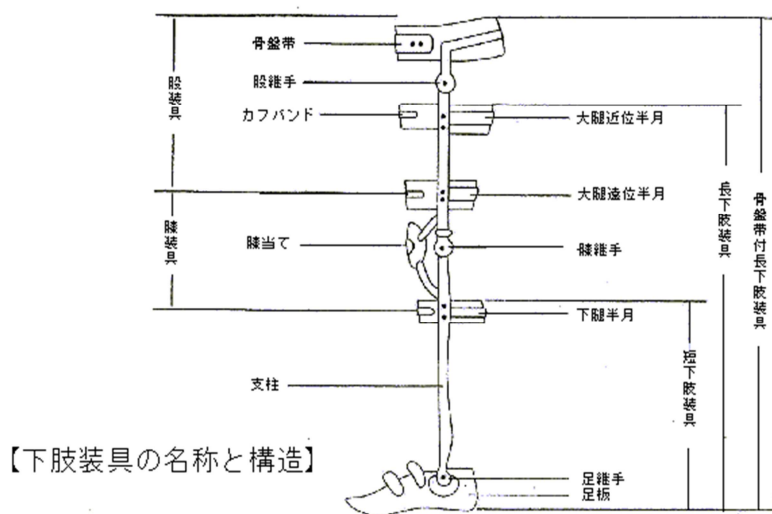 骨盤帯
股継手
カフバンド
大腿近位半月
大腿遠位半月
膝当て
膝継手
下腿半月
支柱
足継手
足板
股装具
膝装具
短下肢装具
長下肢装具
骨盤帯付長下肢装具
【下肢装具の名称と構造】